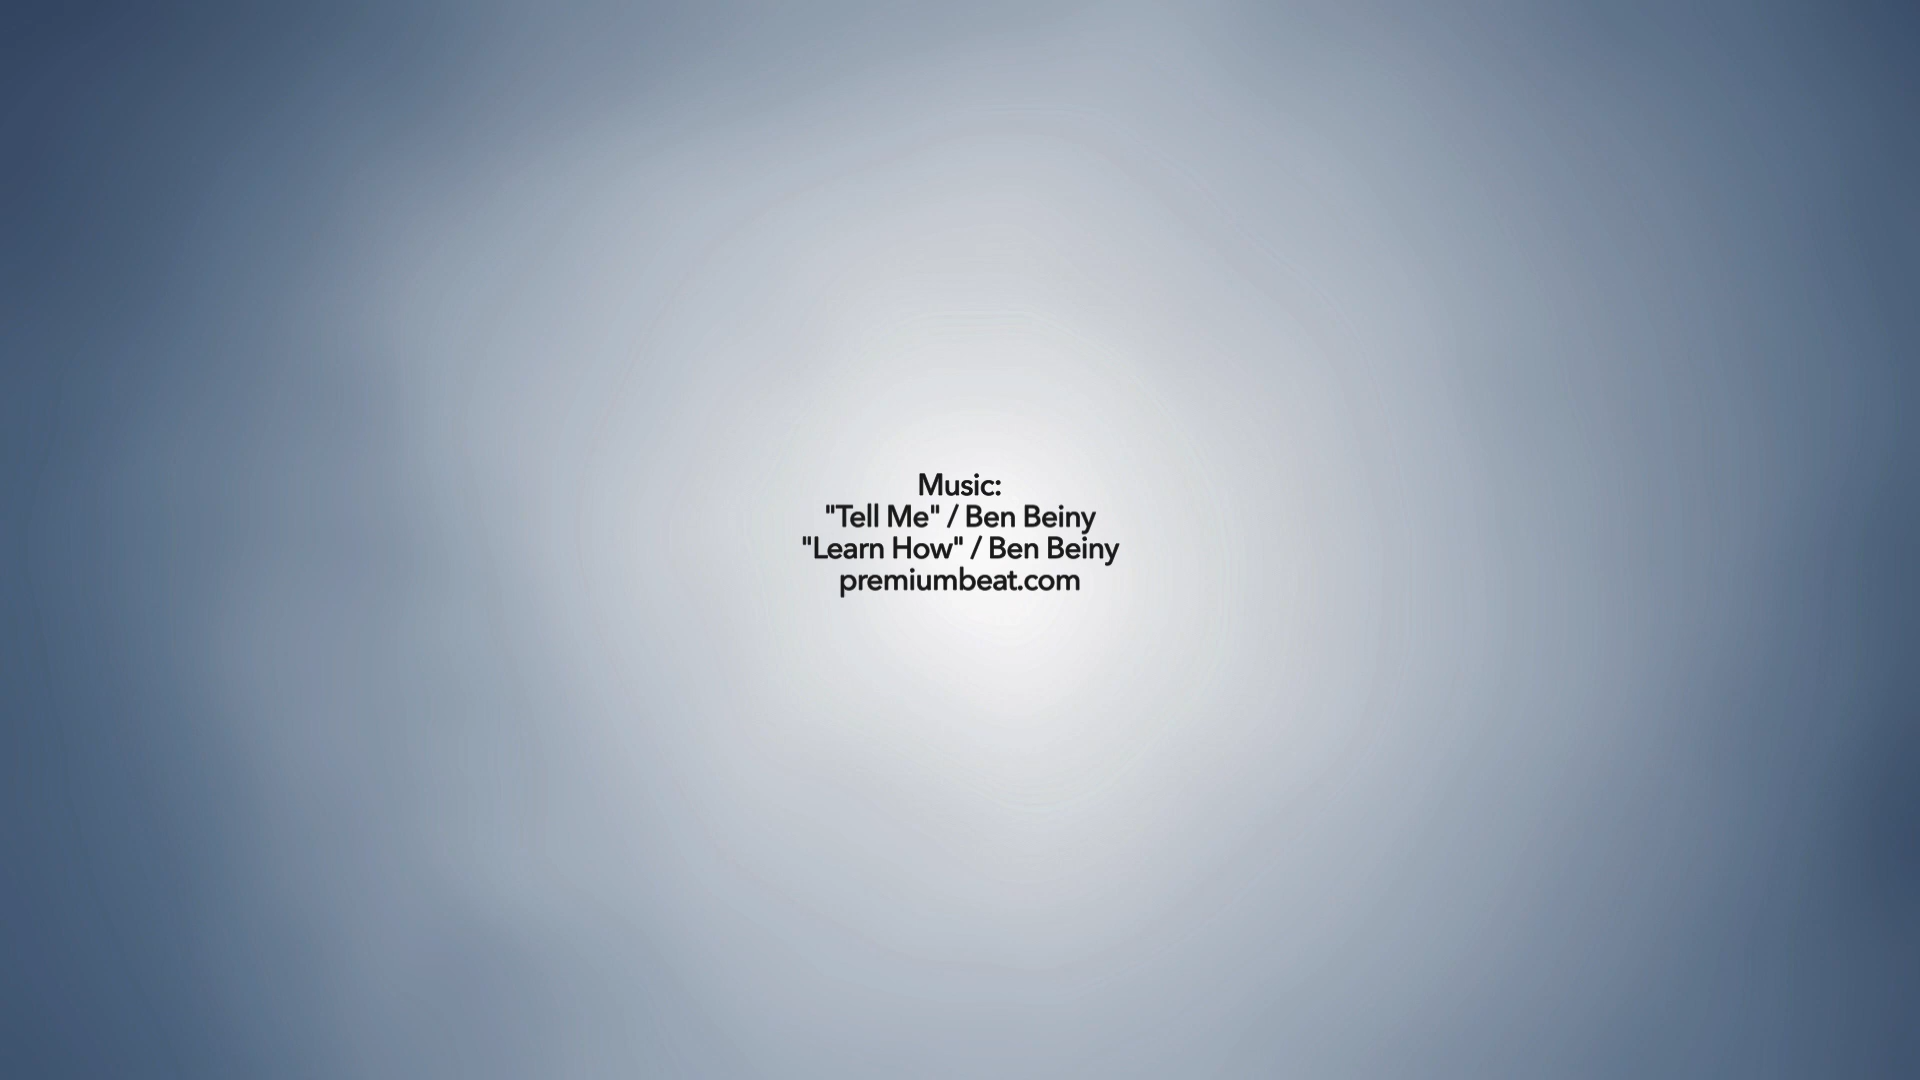 Music:
"Tell Me" / Ben Beiny
"Learn How" / Ben Beiny
premiumbeat.com